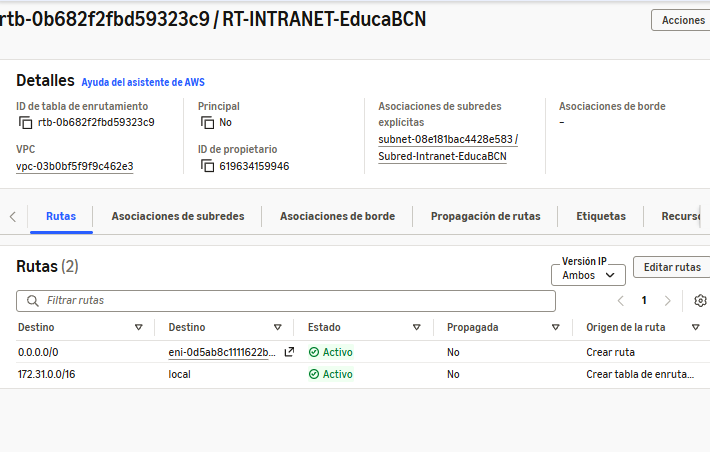 rtb-0b682f2fbd59323c9 / RT-INTRANET-EducaBCN
Acciones
Detalles Ayuda del asistente de AWS
ID de tabla de enrutamiento
rtb-0b682f2fbd59323c9
Principal
No
Asociaciones de subredes
explícitas
subnet-08e181bac4428e583 /
Subred-Intranet-EducaBCN
Asociaciones de borde
–
VPC
vpc-03b0bf5f9f9c462e3
ID de propietario
619634159946
Rutas Asociaciones de subredes Asociaciones de borde Propagación de rutas Etiquetas Recurs
Rutas (2)
Versión IP
Ambos
Editar rutas
Filtrar rutas
1
Destino Destino Estado Propagada Origen de la ruta
0.0.0.0/0 eni-0d5ab8c1111622b... Activo No Crear ruta
172.31.0.0/16 local Activo No Crear tabla de enruta...